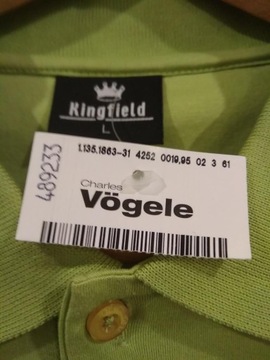 Kingfield
L
1.135.1863-31 4252 0019,95 02 3 61
489233
Charles
Vögele